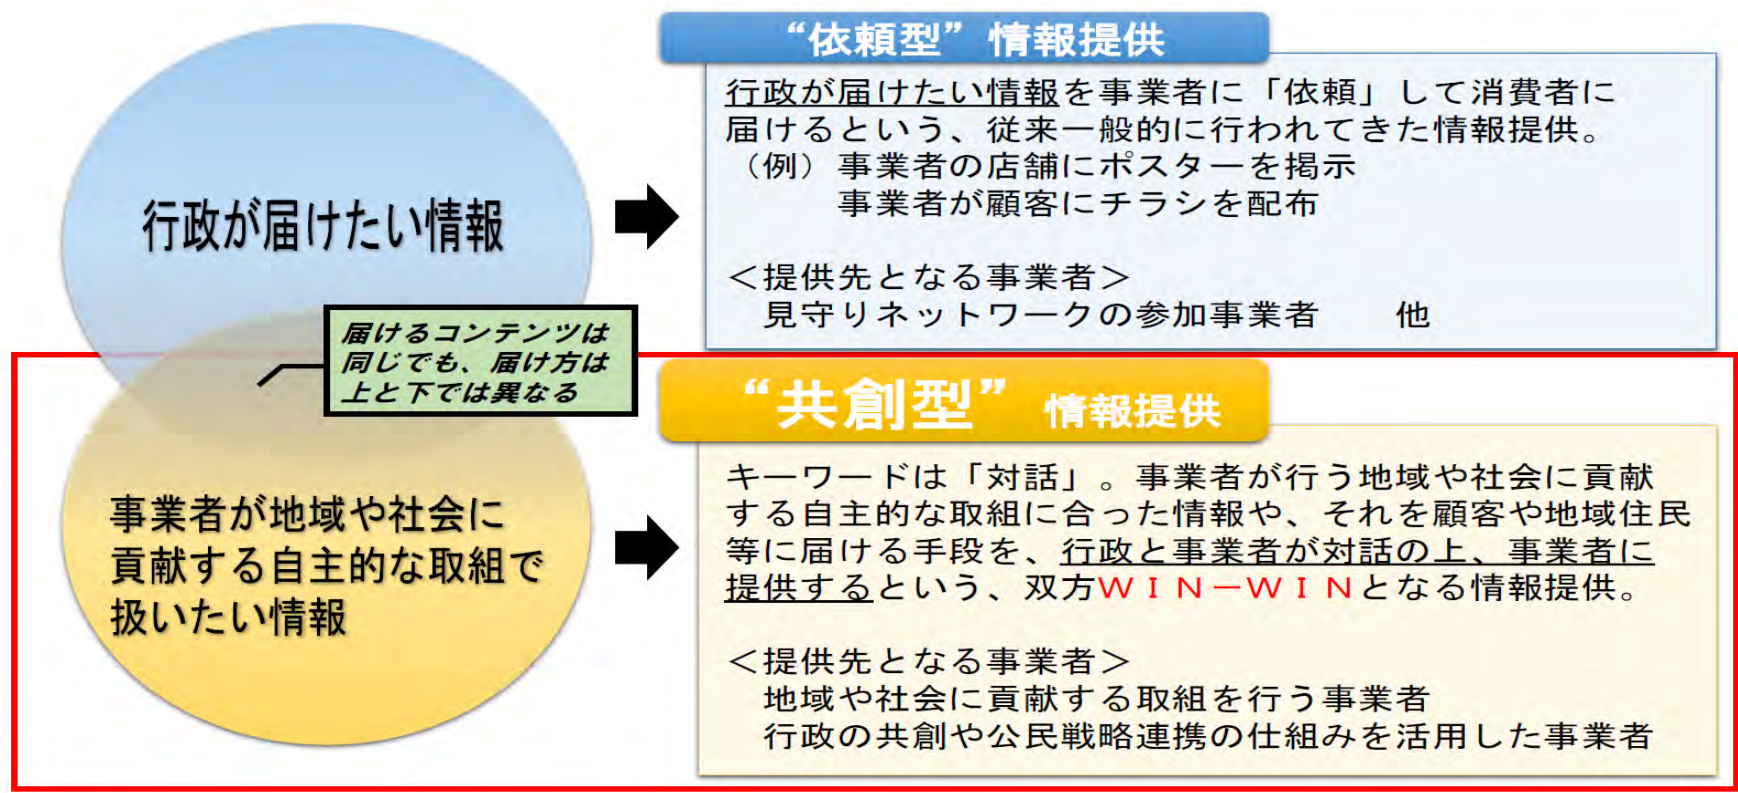 行政が届けたい情報
届けるコンテンツは
同じでも、届け方は
上と下では異なる
事業者が地域や社会に
貢献する自主的な取組で
扱いたい情報
“依頼型”情報提供
行政が届けたい情報を事業者に「依頼」して消費者に
届けるという、従来一般的に行われてきた情報提供。
（例）事業者の店舗にポスターを掲示
事業者が顧客にチラシを配布
＜提供先となる事業者＞
見守りネットワークの参加事業者　　他
“共創型”情報提供
キーワードは「対話」。事業者が行う地域や社会に貢献
する自主的な取組に合った情報や、それを顧客や地域住民
等に届ける手段を、行政と事業者が対話の上、事業者に
提供するという、双方ＷＩＮ－ＷＩＮとなる情報提供。
＜提供先となる事業者＞
地域や社会に貢献する取組を行う事業者
行政の共創や公民戦略連携の仕組みを活用した事業者